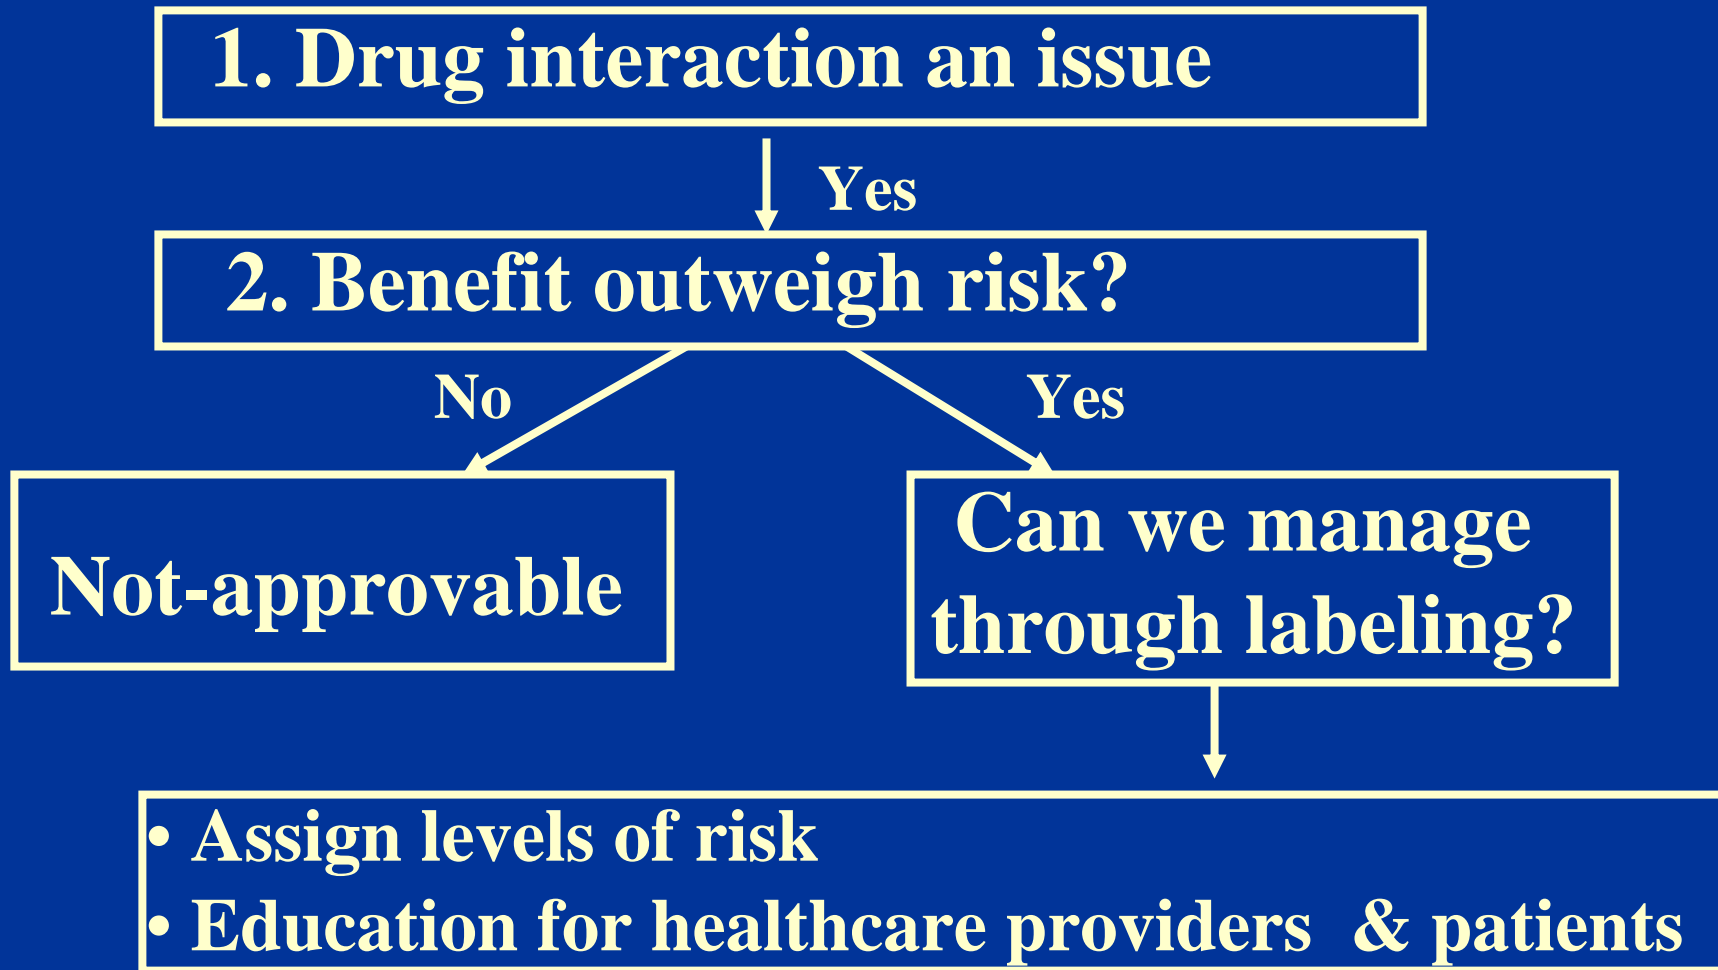 1. Drug interaction an issue
Yes
2. Benefit outweigh risk?
No
Yes
Not-approvable
Can we manage
through labeling?
• Assign levels of risk
• Education for healthcare providers & patients